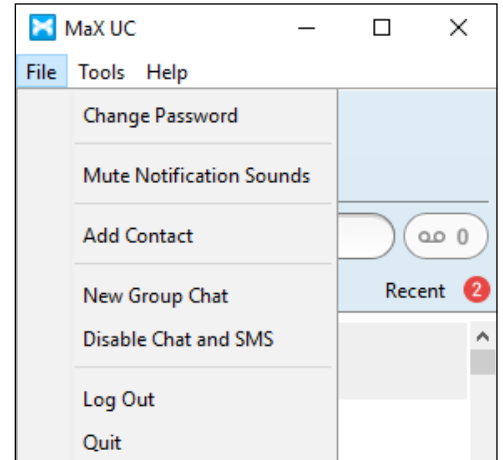 MaX UC
File Tools Help
Change Password
Mute Notification Sounds
Add Contact
0
New Group Chat
Recent 2
Disable Chat and SMS
Log Out
Quit